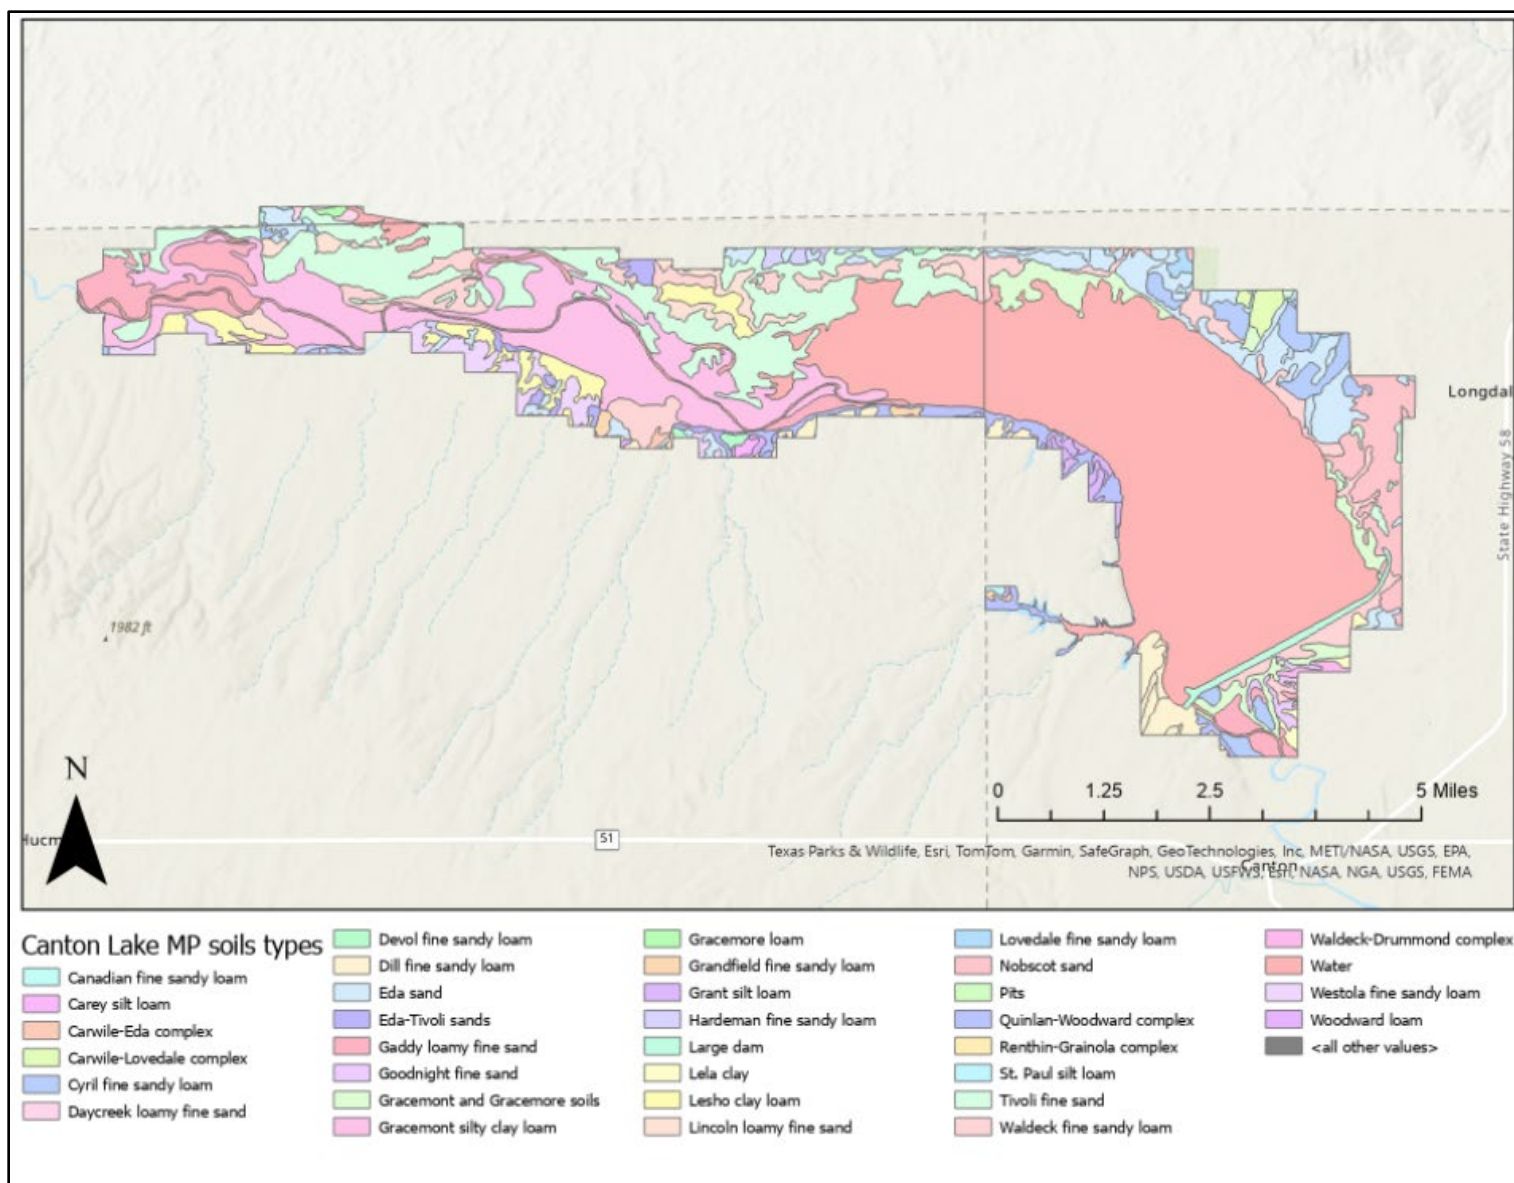 Longdal
State Highway 58
1982 ft
N
0 1.25 2.5 5 Miles
51
Texas Parks & Wildlife, Esri, TomTom, Garmin, SafeGraph, GeoTechnologies, Inc, METI/NASA, USGS, EPA,
Canton
NPS, USDA, USFWS, Esri, NASA, NGA, USGS, FEMA
Canton Lake MP soils types
Canadian fine sandy loam
Carey silt loam
Carwile-Eda complex
Carwile-Lovedale complex
Cyril fine sandy loam
Daycreek loamy fine sand
Devol fine sandy loam
Dill fine sandy loam
Eda sand
Eda-Tivoli sands
Gaddy loamy fine sand
Goodnight fine sand
Gracemont and Gracemore soils
Gracemont silty clay loam
Gracemore loam
Grandfield fine sandy loam
Grant silt loam
Hardeman fine sandy loam
Large dam
Lela clay
Lesho clay loam
Lincoln loamy fine sand
Lovedale fine sandy loam
Nobscot sand
Pits
Quinlan-Woodward complex
Renthin-Grainola complex
St. Paul silt loam
Tivoli fine sand
Waldeck fine sandy loam
Waldeck-Drummond complex
Water
Westola fine sandy loam
Woodward loam
<all other values>